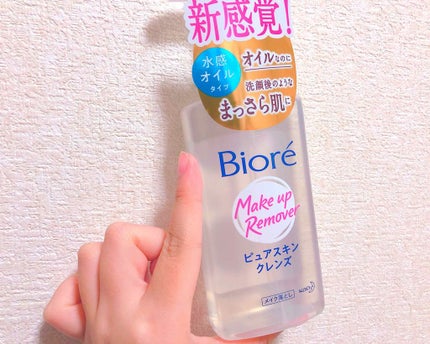 新感覚!
水感
オイル
タイプ
オイルなのに
洗顔後のような
まっさら肌に
Bioré
Make up
Remover
ピュアスキン
クレンズ
メイク落とし
Kao